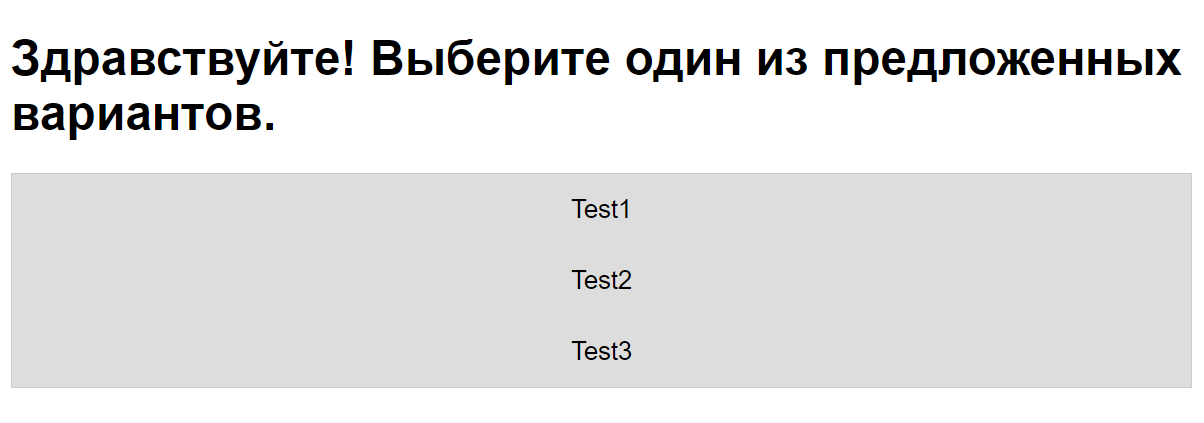 Здравствуйте! Выберите один из предложенных
вариантов.
Test1
Test2
Test3